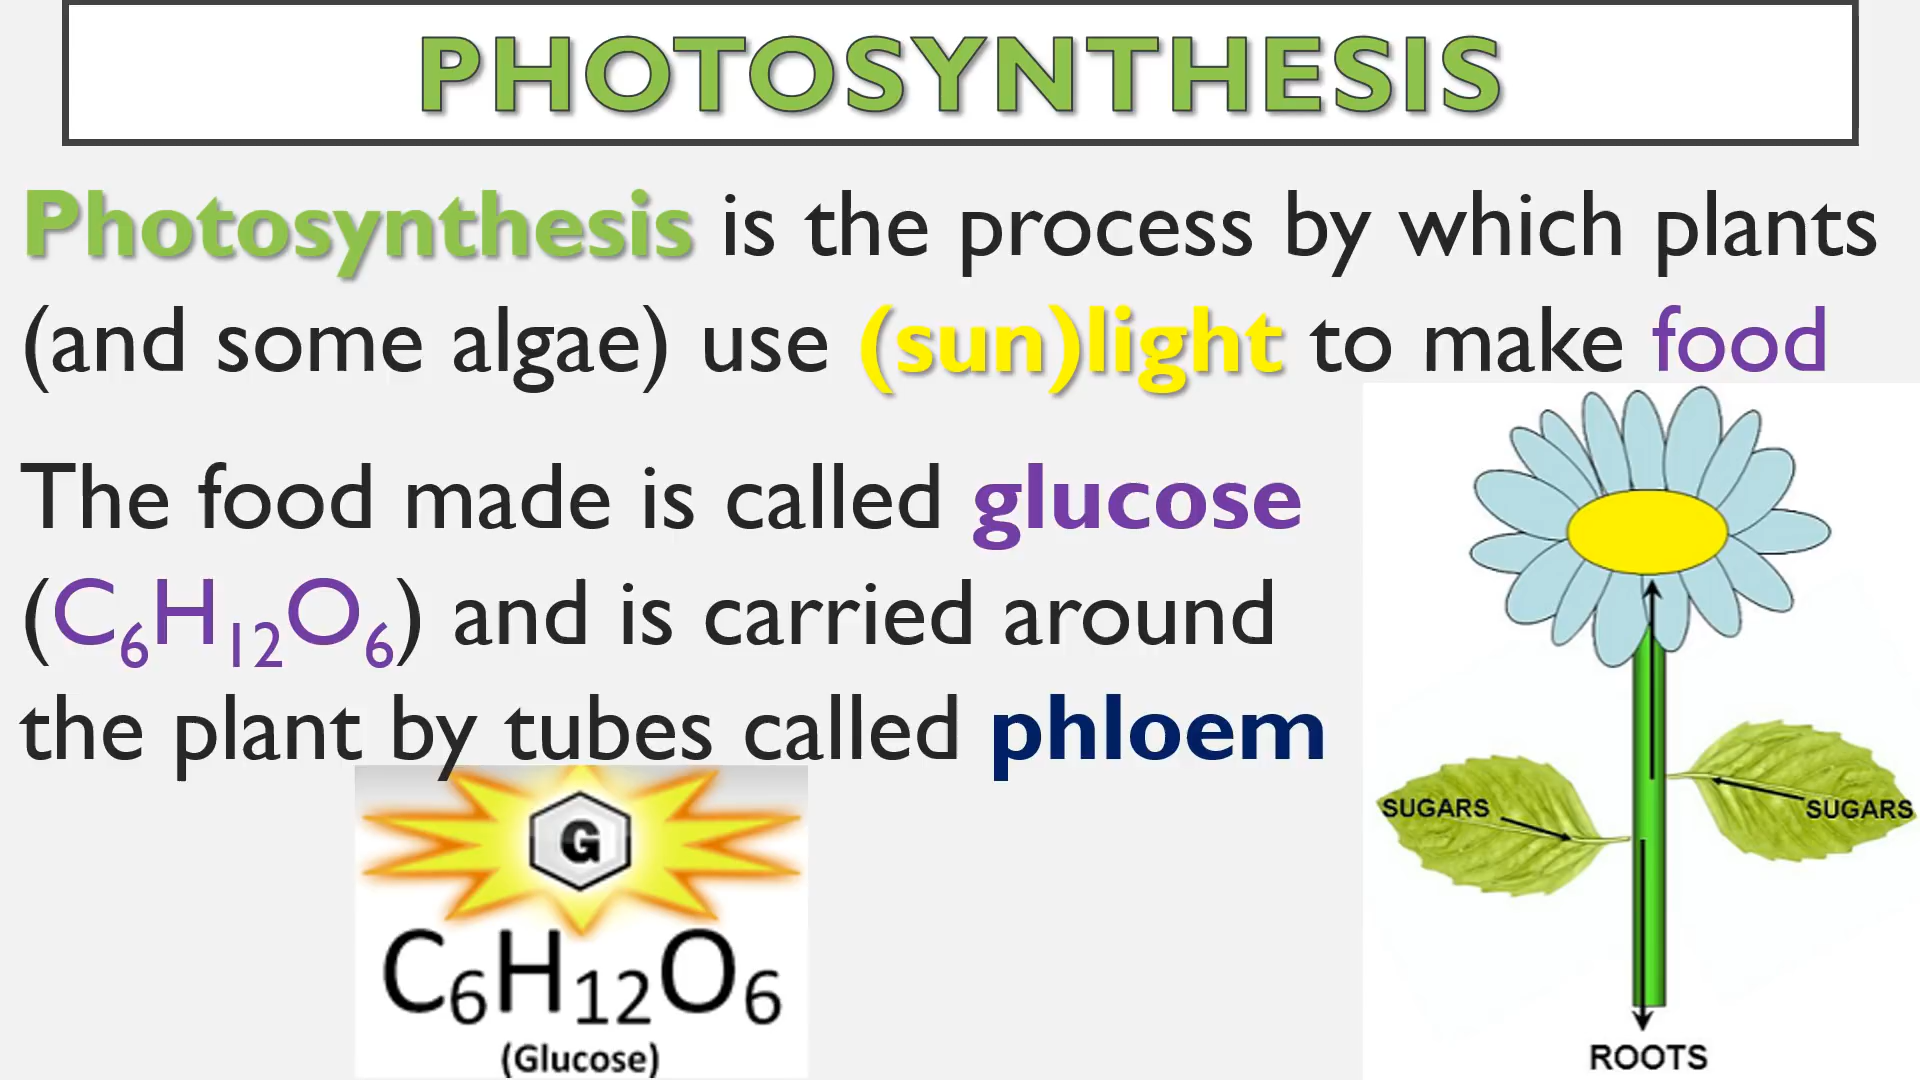 PHOTOSYNTHESIS
Photosynthesis is the process by which plants
(and some algae) use (sun)light to make food
The food made is called glucose
(C₆H₁₂O₆) and is carried around
the plant by tubes called phloem
G
C₆H₁₂O₆
(Glucose)
SUGARS
SUGARS
ROOTS